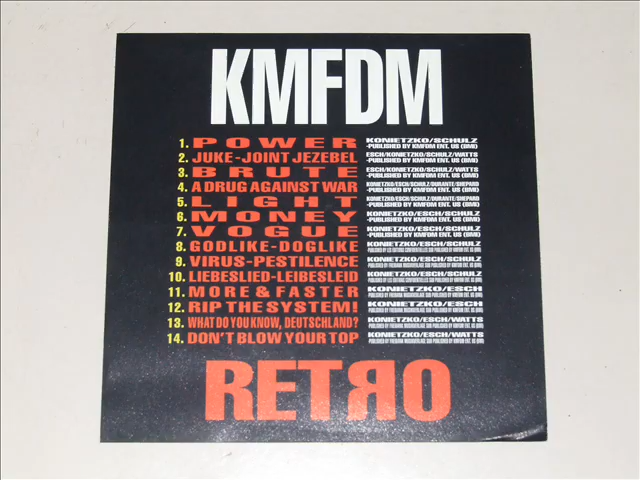 KMFDM
1. POWER KONIETZKO/SCHULZ
-PUBLISHED BY KMFDM ENT. US (BMI)
2. JUKE-JOINT JEZEBEL ESCH/KONIETZKO/SCHULZ/WATTS
-PUBLISHED BY KMFDM ENT. US (BMI)
3. BRUTE ESCH/KONIETZKO/SCHULZ/WATTS
-PUBLISHED BY KMFDM ENT. US (BMI)
4. A DRUG AGAINST WAR KONIETZKO/ESCH/SCHULZ/DURANTE/SHEPARD
-PUBLISHED BY KMFDM ENT. US (BMI)
5. LIGHT KONIETZKO/ESCH/SCHULZ/DURANTE/SHEPARD
-PUBLISHED BY KMFDM ENT. US (BMI)
6. MONEY KONIETZKO/ESCH/SCHULZ
-PUBLISHED BY KMFDM ENT. US (BMI)
7. VOGUE KONIETZKO/ESCH/SCHULZ
-PUBLISHED BY KMFDM ENT. US (BMI)
8. GODLIKE-DOGLIKE KONIETZKO/ESCH/SCHULZ
9. VIRUS-PESTILENCE KONIETZKO/ESCH/SCHULZ
10. LIEBESLIED-LEIBESLEID KONIETZKO/ESCH/SCHULZ
11. MORE & FASTER KONIETZKO/ESCH
12. RIP THE SYSTEM! KONIETZKO/ESCH/WATTS
13. WHAT DO YOU KNOW, DEUTSCHLAND? KONIETZKO/ESCH/WATTS
14. DON'T BLOW YOUR TOP KONIETZKO/ESCH/WATTS
RETЯO